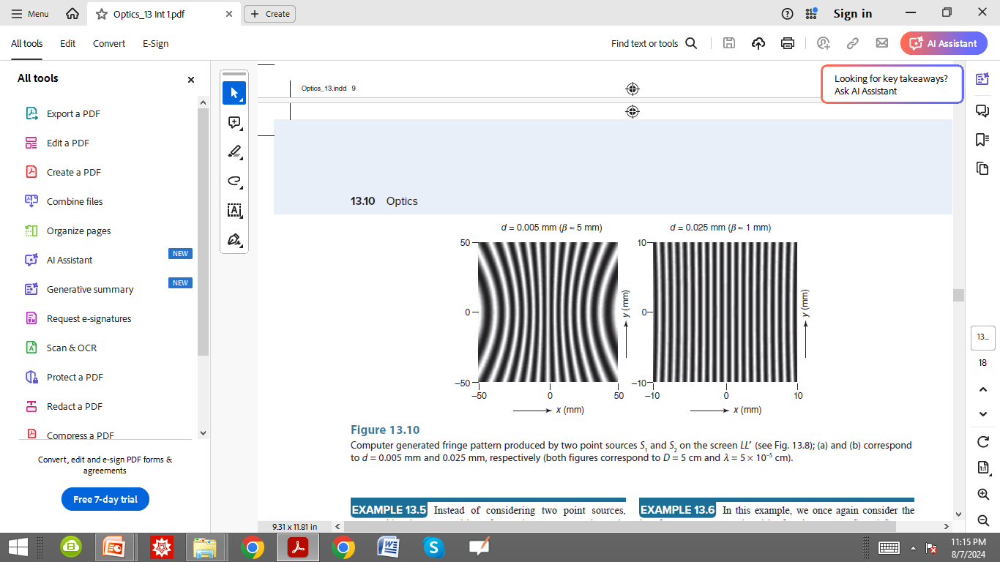 Menu
Optics_13 Int 1.pdf
Create
Sign in
All tools
Edit
Convert
E-Sign
Find text or tools
AI Assistant
All tools
Export a PDF
Edit a PDF
Create a PDF
Combine files
Organize pages
AI Assistant
NEW
Generative summary
NEW
Request e-signatures
Scan & OCR
Protect a PDF
Redact a PDF
Compress a PDF
Convert, edit and e-sign PDF forms &
agreements
Free 7-day trial
Looking for key takeaways?
Ask AI Assistant
Optics_13.indd 9
13.10 Optics
d = 0.005 mm (β ≈ 5 mm)
50
0
−50
−50 0 50
x (mm)
y (mm)
d = 0.025 mm (β ≈ 1 mm)
10
0
−10
−10 0 10
x (mm)
y (mm)
Figure 13.10
Computer generated fringe pattern produced by two point sources S₁ and S₂ on the screen LL′ (see Fig. 13.8); (a) and (b) correspond
to d = 0.005 mm and 0.025 mm, respectively (both figures correspond to D = 5 cm and λ = 5 × 10⁻⁵ cm).
EXAMPLE 13.5 Instead of considering two point sources,
EXAMPLE 13.6 In this example, we once again consider the
9.31 x 11.81 in
13...
18
1:1
11:15 PM
8/7/2024